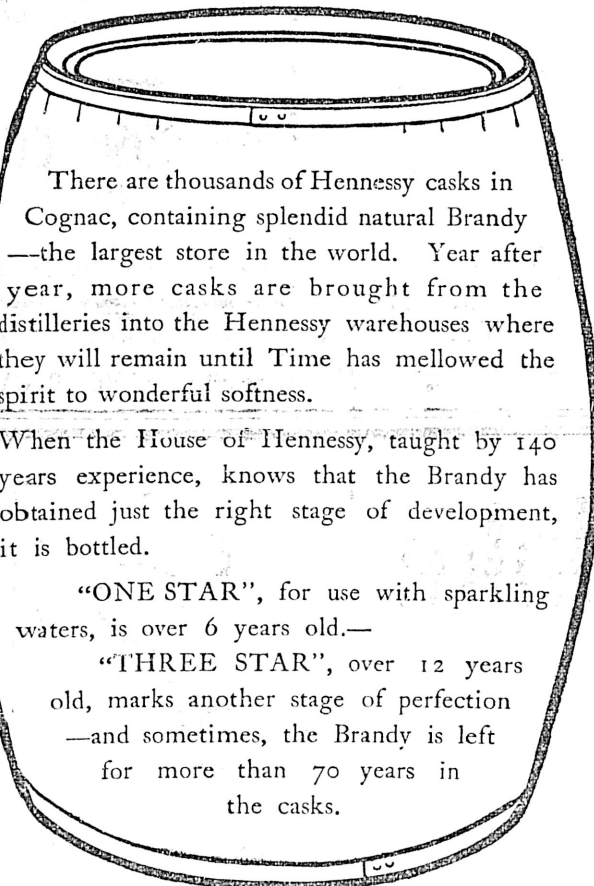 There are thousands of Hennessy casks in
Cognac, containing splendid natural Brandy
—the largest store in the world. Year after
year, more casks are brought from the
distilleries into the Hennessy warehouses where
they will remain until Time has mellowed the
spirit to wonderful softness.
When the House of Hennessy, taught by 140
years experience, knows that the Brandy has
obtained just the right stage of development,
it is bottled.
“ONE STAR”, for use with sparkling
waters, is over 6 years old.—
“THREE STAR”, over 12 years
old, marks another stage of perfection
—and sometimes, the Brandy is left
for more than 70 years in
the casks.